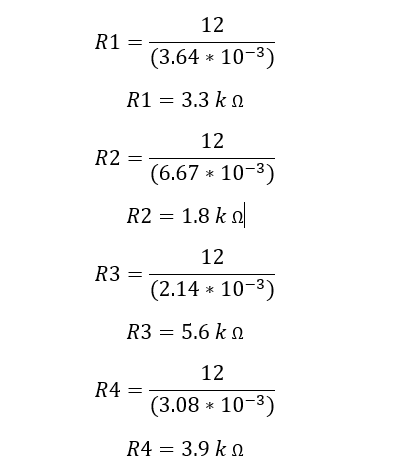 R1 = 12 / (3.64 * 10⁻³)
R1 = 3.3 k Ω
R2 = 12 / (6.67 * 10⁻³)
R2 = 1.8 k Ω
R3 = 12 / (2.14 * 10⁻³)
R3 = 5.6 k Ω
R4 = 12 / (3.08 * 10⁻³)
R4 = 3.9 k Ω